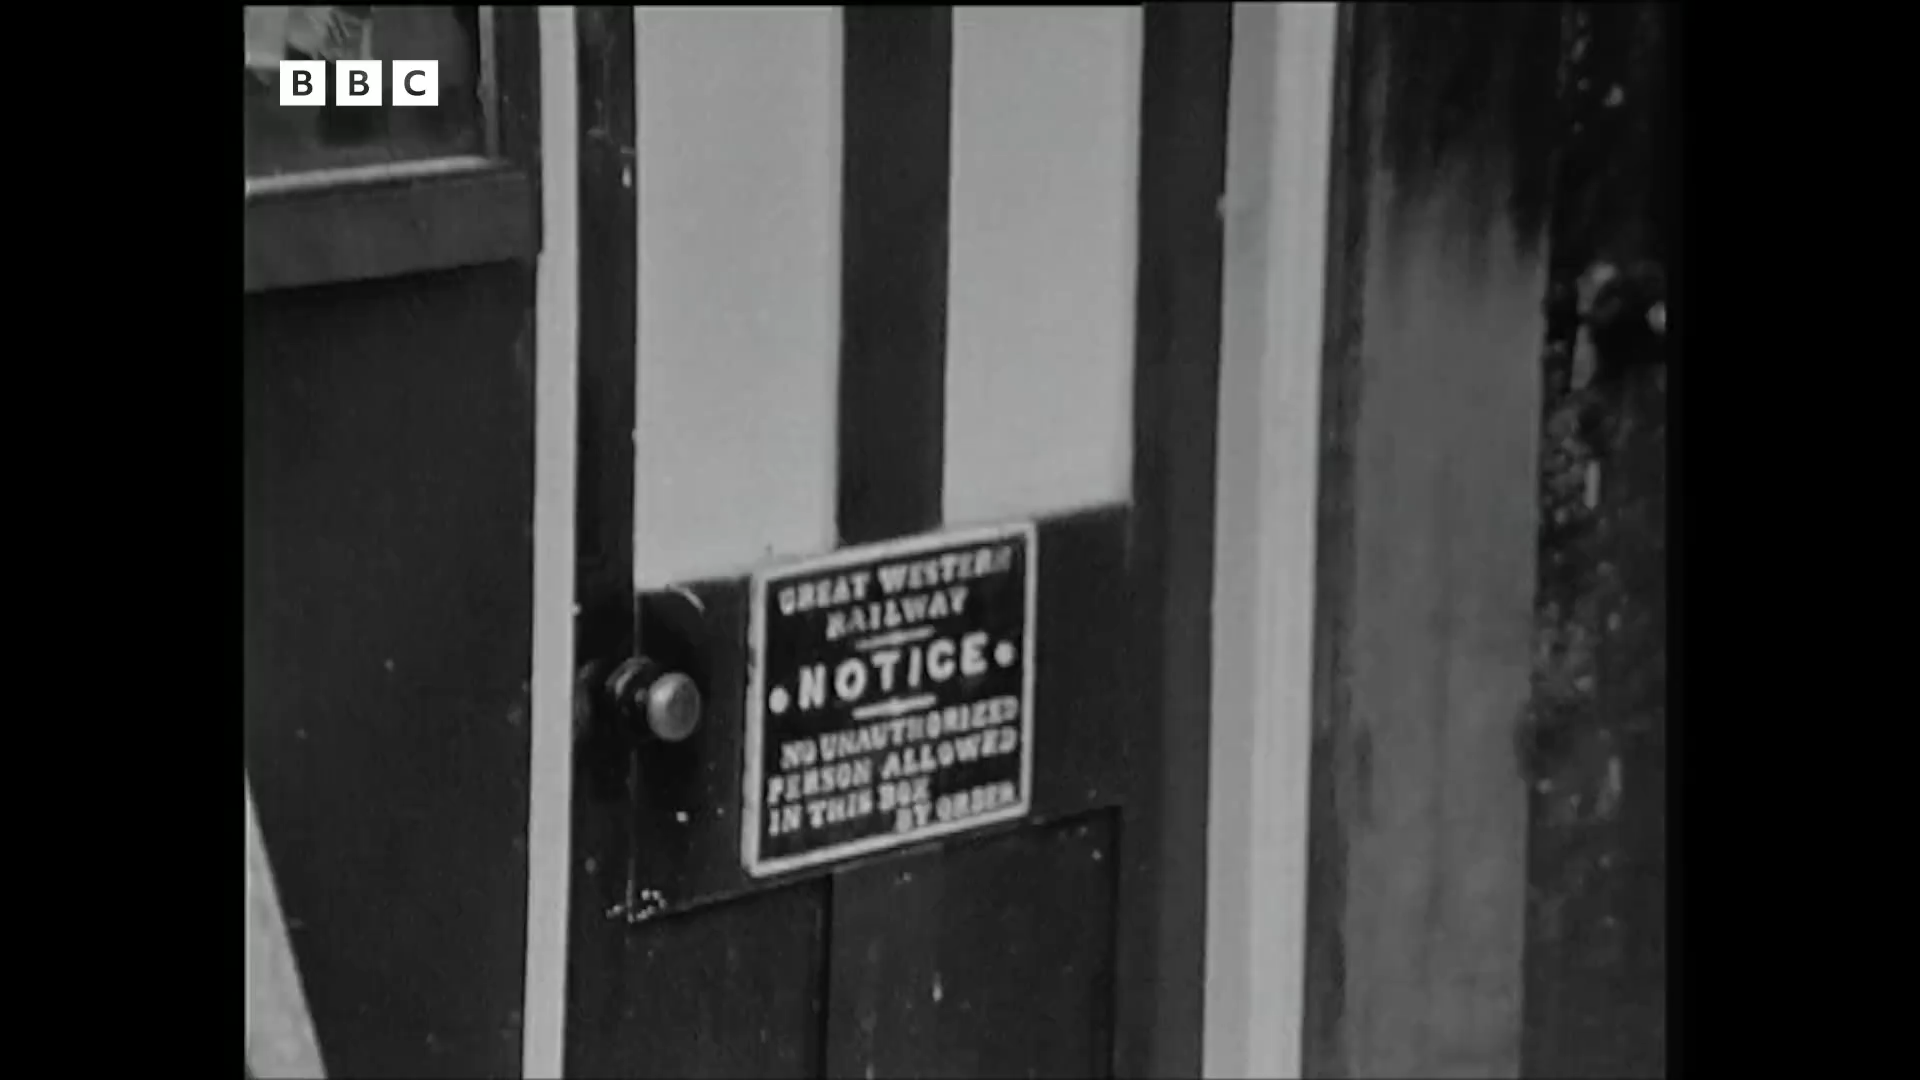 BBC
GREAT WESTERN
RAILWAY
•NOTICE•
NO UNAUTHORIZED
PERSON ALLOWED
IN THIS BOX
BY ORDER